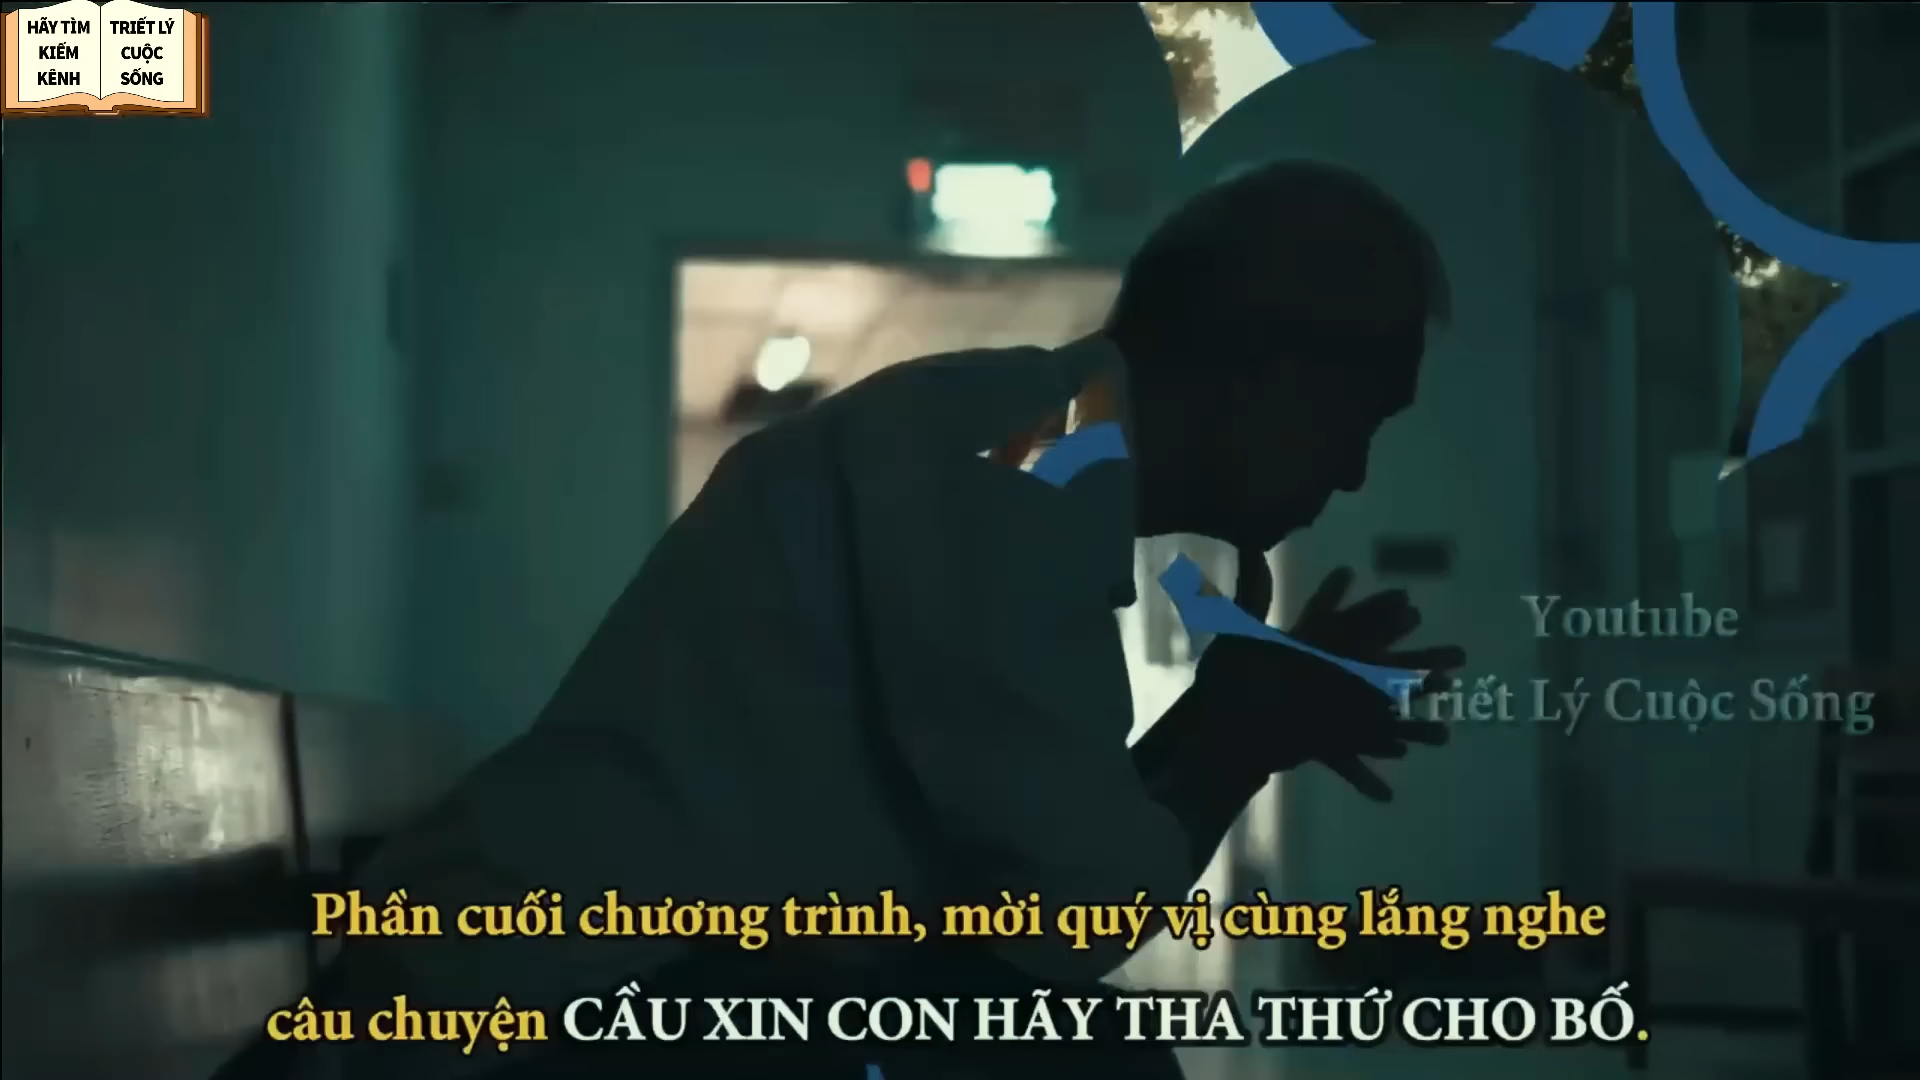 HÃY TÌM
KIẾM
KÊNH
TRIẾT LÝ
CUỘC
SỐNG
Youtube
Triết Lý Cuộc Sống
Phần cuối chương trình, mời quý vị cùng lắng nghe
câu chuyện CẦU XIN CON HÃY THA THỨ CHO BỐ.